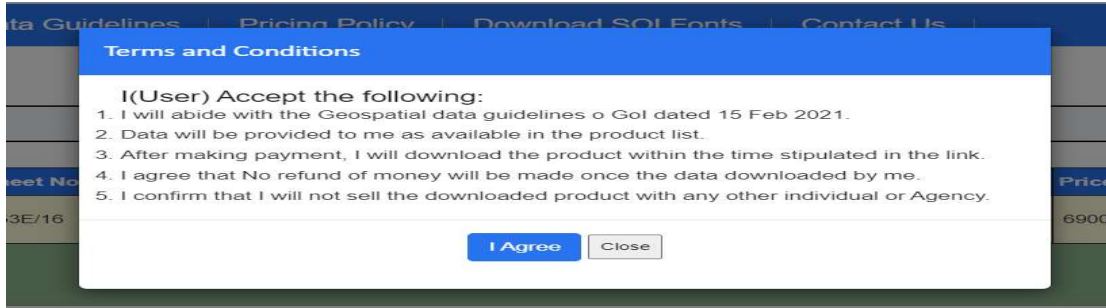 ta Guidelines | Pricing Policy | Download SOI Fonts | Contact Us |
Terms and Conditions
I(User) Accept the following:
1. I will abide with the Geospatial data guidelines o GoI dated 15 Feb 2021.
2. Data will be provided to me as available in the product list.
3. After making payment, I will download the product within the time stipulated in the link.
4. I agree that No refund of money will be made once the data downloaded by me.
eet No
Price
5. I confirm that I will not sell the downloaded product with any other individual or Agency.
3E/16
6900
I Agree Close